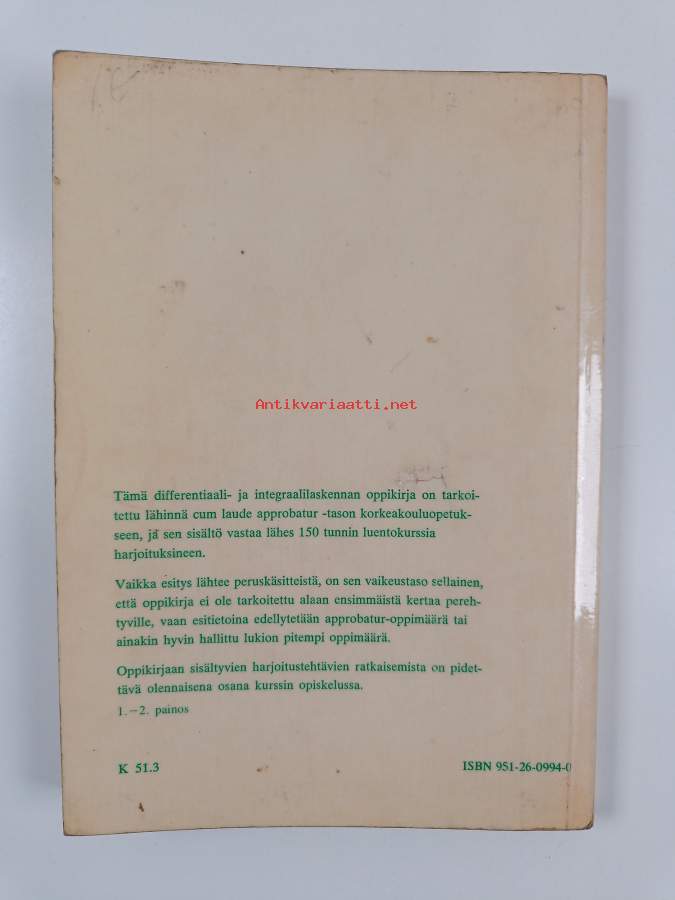 Antikvariaatti.net
Tämä differentiaali- ja integraalilaskennan oppikirja on tarkoi-
tettu lähinnä cum laude approbatur -tason korkeakouluopetuk-
seen, ja sen sisältö vastaa lähes 150 tunnin luentokurssia
harjoituksineen.
Vaikka esitys lähtee peruskäsitteistä, on sen vaikeustaso sellainen,
että oppikirja ei ole tarkoitettu alaan ensimmäistä kertaa pereh-
tyville, vaan esitietoina edellytetään approbatur-oppimäärä tai
ainakin hyvin hallittu lukion pitempi oppimäärä.
Oppikirjaan sisältyvien harjoitustehtävien ratkaisemista on pidet-
tävä olennaisena osana kurssin opiskelussa.
1.–2. painos
K 51.3
ISBN 951-26-0994-0